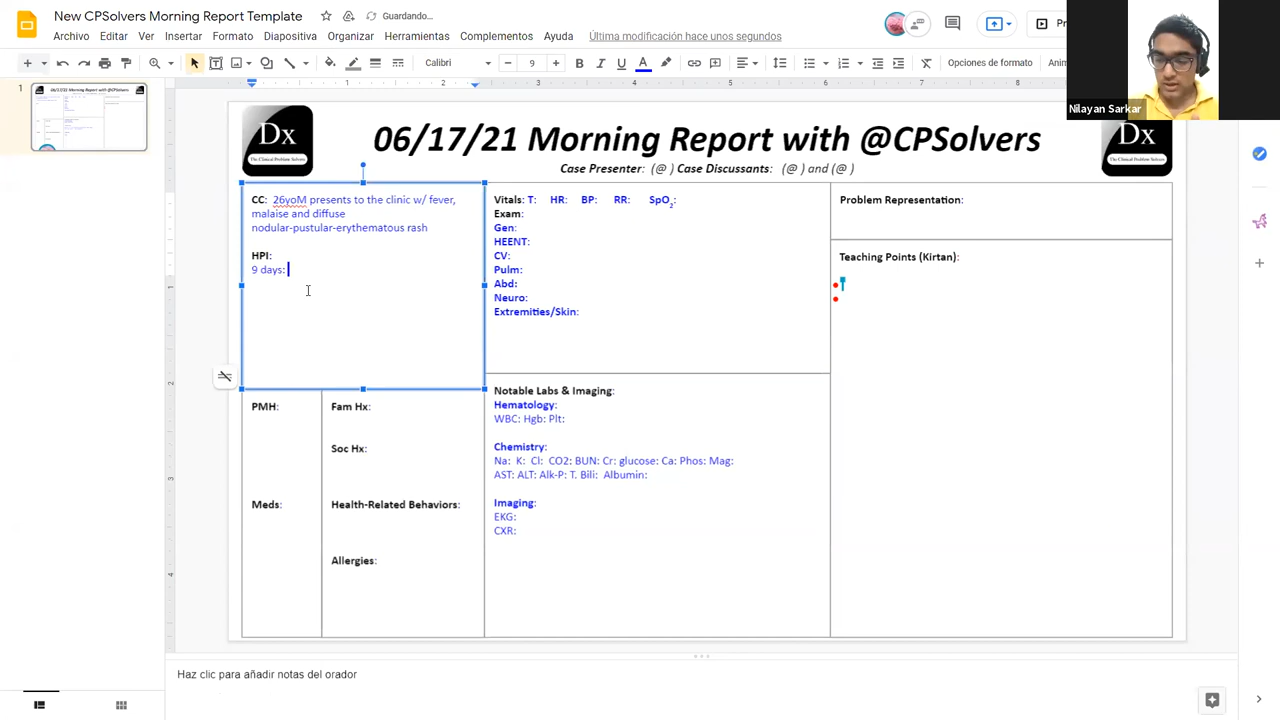 New CPSolvers Morning Report Template
Guardando...
Archivo Editar Ver Insertar Formato Diapositiva Organizar Herramientas Complementos Ayuda Última modificación hace unos segundos
Calibri 9 Opciones de formato
Nilayan Sarkar
1
Dx
The Clinical Problem Solvers
06/17/21 Morning Report with @CPSolvers
Case Presenter: (@ ) Case Discussants: (@ ) and (@ )
Dx
The Clinical Problem Solvers
CC: 26yoM presents to the clinic w/ fever,
malaise and diffuse
nodular-pustular-erythematous rash
HPI:
9 days:
PMH:
Meds:
Fam Hx:
Soc Hx:
Health-Related Behaviors:
Allergies:
Vitals: T: HR: BP: RR: SpO2:
Exam:
Gen:
HEENT:
CV:
Pulm:
Abd:
Neuro:
Extremities/Skin:
Notable Labs & Imaging:
Hematology:
WBC: Hgb: Plt:
Chemistry:
Na: K: Cl: CO2: BUN: Cr: glucose: Ca: Phos: Mag:
AST: ALT: Alk-P: T. Bili: Albumin:
Imaging:
EKG:
CXR:
Problem Representation:
Teaching Points (Kirtan):
T
Haz clic para añadir notas del orador